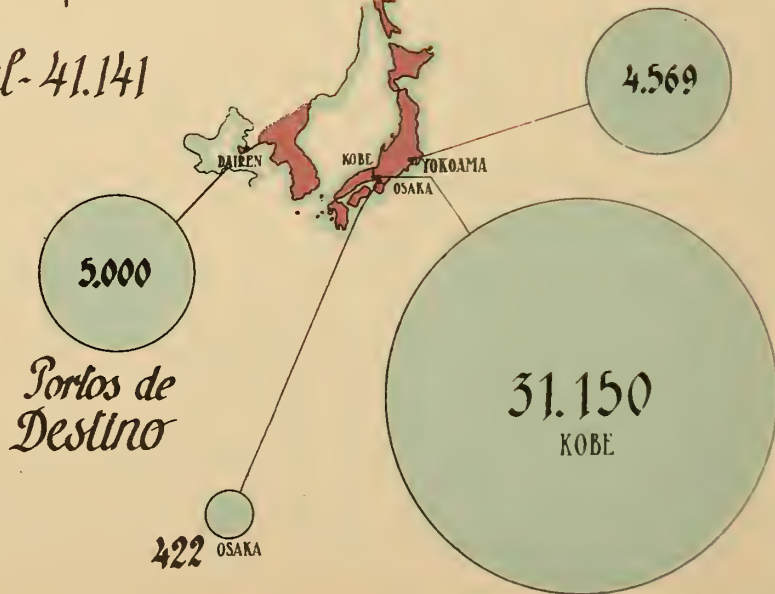 41.141
4.569
DAIREN
KOBE
YOKOAMA
OSAKA
5.000
Portos de
Destino
31.150
KOBE
422 OSAKA